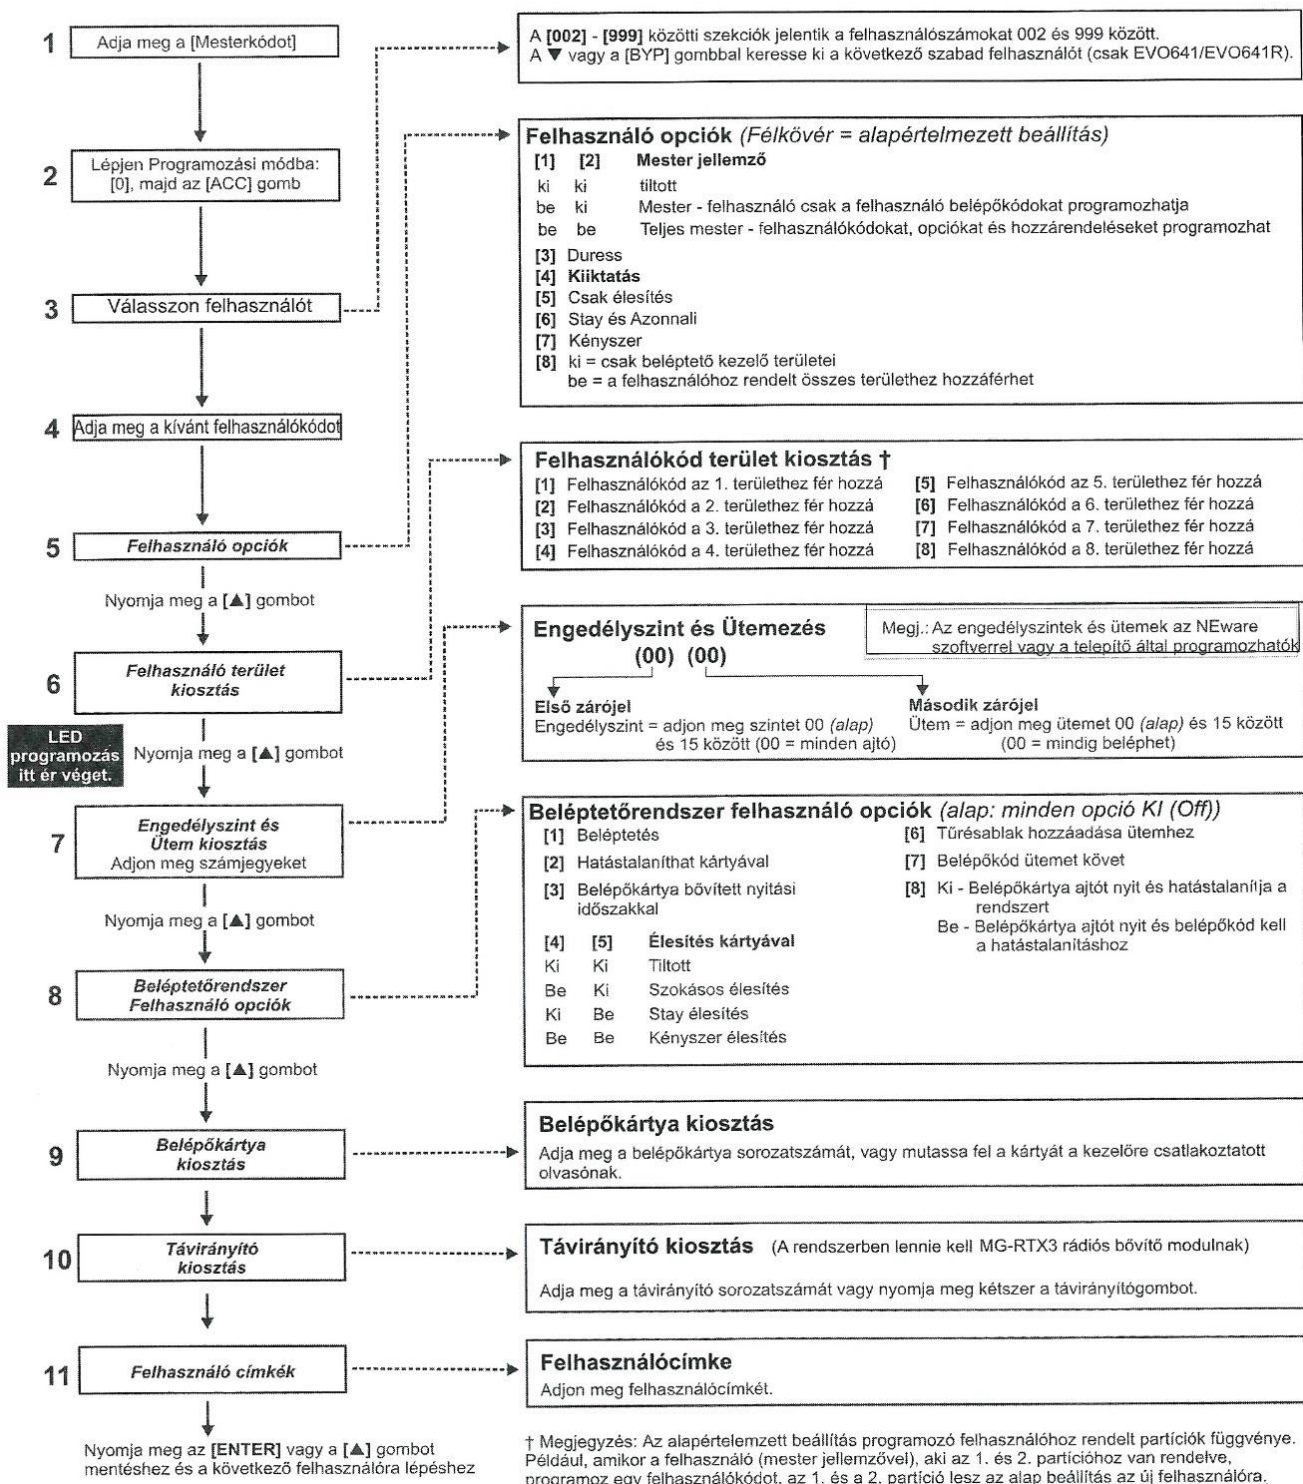 1
Adja meg a [Mesterkódot]
2
Lépjen Programozási módba:
[0], majd az [ACC] gomb
3
Válasszon felhasználót
4
Adja meg a kívánt felhasználókódot
5
Felhasználó opciók
Nyomja meg a [▲] gombot
6
Felhasználó terület
kiosztás
LED
programozás
itt ér véget.
Nyomja meg a [▲] gombot
7
Engedélyszint és
Ütem kiosztás
Adjon meg számjegyeket
Nyomja meg a [▲] gombot
8
Beléptetőrendszer
Felhasználó opciók
Nyomja meg a [▲] gombot
9
Belépőkártya
kiosztás
10
Távirányító
kiosztás
11
Felhasználó címkék
Nyomja meg az [ENTER] vagy a [▲] gombot
mentéshez és a következő felhasználóra lépéshez
A [002] - [999] közötti szekciók jelentik a felhasználószámokat 002 és 999 között.
A ▼ vagy a [BYP] gombbal keresse ki a következő szabad felhasználót (csak EVO641/EVO641R).
Felhasználó opciók (Félkövér = alapértelmezett beállítás)
[1] [2] Mester jellemző
ki ki tiltott
be ki Mester - felhasználó csak a felhasználó belépőkódokat programozhatja
be be Teljes mester - felhasználókódokat, opciókat és hozzárendeléseket programozhat
[3] Duress
[4] Kiiktatás
[5] Csak élesítés
[6] Stay és Azonnali
[7] Kényszer
[8] ki = csak beléptető kezelő területei
be = a felhasználóhoz rendelt összes területhez hozzáférhet
Felhasználókód terület kiosztás †
[1] Felhasználókód az 1. területhez fér hozzá
[2] Felhasználókód a 2. területhez fér hozzá
[3] Felhasználókód a 3. területhez fér hozzá
[4] Felhasználókód a 4. területhez fér hozzá
[5] Felhasználókód az 5. területhez fér hozzá
[6] Felhasználókód a 6. területhez fér hozzá
[7] Felhasználókód a 7. területhez fér hozzá
[8] Felhasználókód a 8. területhez fér hozzá
Engedélyszint és Ütemezés
(00) (00)
Megj.: Az engedélyszintek és ütemek az NEware
szoftverrel vagy a telepítő által programozhatók
Első zárójel
Engedélyszint = adjon meg szintet 00 (alap)
és 15 között (00 = minden ajtó)
Második zárójel
Ütem = adjon meg ütemet 00 (alap) és 15 között
(00 = mindig beléphet)
Beléptetőrendszer felhasználó opciók (alap: minden opció KI (Off))
[1] Beléptetés
[2] Hatástalaníthat kártyával
[3] Belépőkártya bővített nyitási
időszakkal
[4] [5] Élesítés kártyával
Ki Ki Tiltott
Be Ki Szokásos élesítés
Ki Be Stay élesítés
Be Be Kényszer élesítés
[6] Tűrésablak hozzáadása ütemhez
[7] Belépőkód ütemet követ
[8] Ki - Belépőkártya ajtót nyit és hatástalanítja a
rendszert
Be - Belépőkártya ajtót nyit és belépőkód kell
a hatástalanításhoz
Belépőkártya kiosztás
Adja meg a belépőkártya sorozatszámát, vagy mutassa fel a kártyát a kezelőre csatlakoztatott
olvasónak.
Távirányító kiosztás (A rendszerben lennie kell MG-RTX3 rádiós bővítő modulnak)
Adja meg a távirányító sorozatszámát vagy nyomja meg kétszer a távirányítógombot.
Felhasználócímke
Adjon meg felhasználócímkét.
† Megjegyzés: Az alapértelemzett beállítás programozó felhasználóhoz rendelt partíciók függvénye.
Például, amikor a felhasználó (mester jellemzővel), aki az 1. és 2. partícióhoz van rendelve,
programoz egy felhasználókódot, az 1. és a 2. partíció lesz az alap beállítás az új felhasználóra.